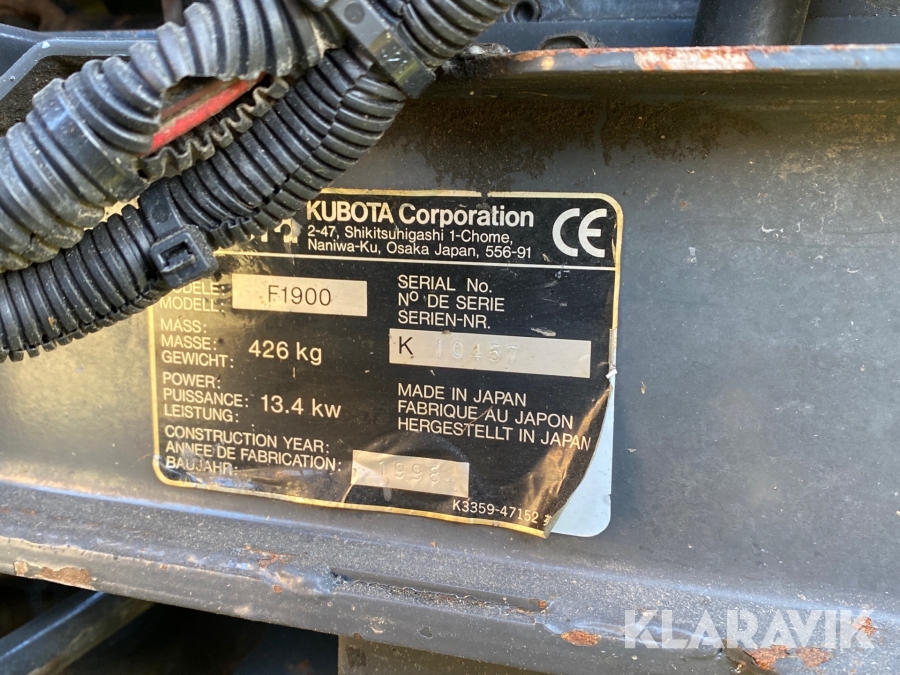 KUBOTA Corporation
2-47, Shikitsuhigashi 1-Chome,
Naniwa-Ku, Osaka Japan, 556-91
CE
MODELE:
MODELL:
F1900
SERIAL No.
Nº DE SERIE
SERIEN-NR.
K 10457
MASS:
MASSE:
GEWICHT:
426 kg
POWER:
PUISSANCE:
LEISTUNG:
13.4 kw
MADE IN JAPAN
FABRIQUE AU JAPON
HERGESTELLT IN JAPAN
CONSTRUCTION YEAR:
ANNEE DE FABRICATION:
BAUJAHR:
1998
K3359-47152
KLARAVIK